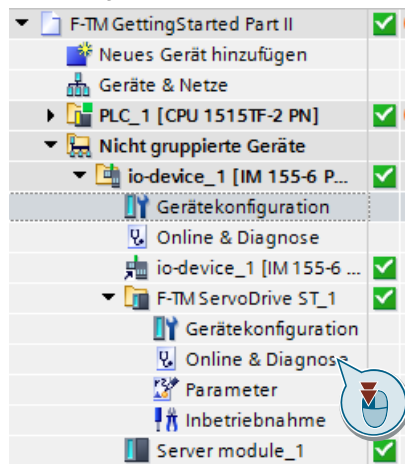 F-TM GettingStarted Part II
Neues Gerät hinzufügen
Geräte & Netze
PLC_1 [CPU 1515TF-2 PN]
Nicht gruppierte Geräte
io-device_1 [IM 155-6 P...
Gerätekonfiguration
Online & Diagnose
io-device_1 [IM 155-6 ...
F-TM ServoDrive ST_1
Gerätekonfiguration
Online & Diagnose
Parameter
Inbetriebnahme
Server module_1